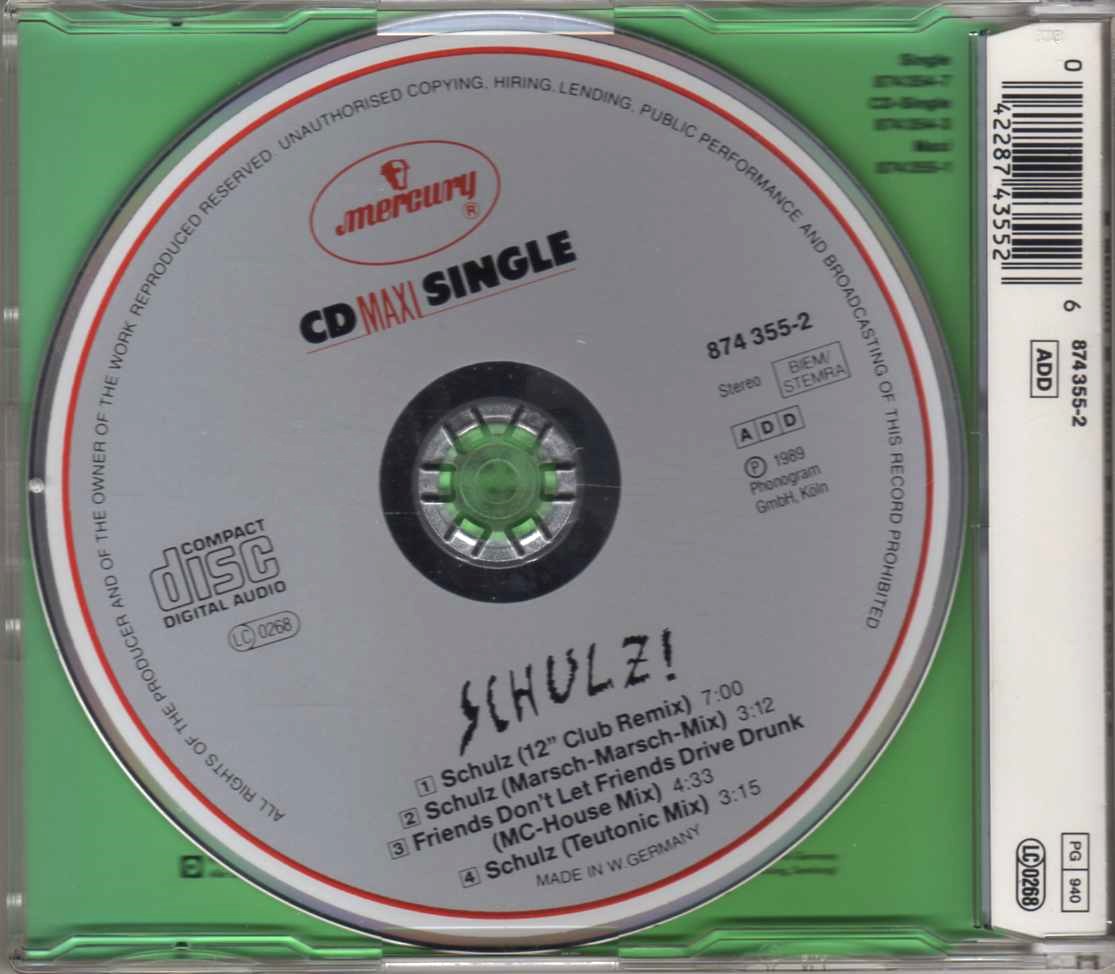 ALL RIGHTS OF THE PRODUCER AND OF THE OWNER OF THE WORK REPRODUCED RESERVED UNAUTHORISED COPYING, HIRING, LENDING, PUBLIC PERFORMANCE AND BROADCASTING OF THIS RECORD PROHIBITED
mercury ®
CD MAXI SINGLE
874 355-2
Stereo
BIEM/
STEMRA
A D D
℗ 1989
Phonogram
GmbH, Köln
COMPACT
disc
DIGITAL AUDIO
LC 0268
SCHULZ!
1 Schulz (12" Club Remix) 7:00
2 Schulz (Marsch-Marsch-Mix) 3:12
3 Friends Don't Let Friends Drive Drunk
(MC-House Mix) 4:33
4 Schulz (Teutonic Mix) 3:15
MADE IN W. GERMANY
Single
CD-Single
0 42287 43552 6
874 355-2
ADD
PG 940
LC 0268